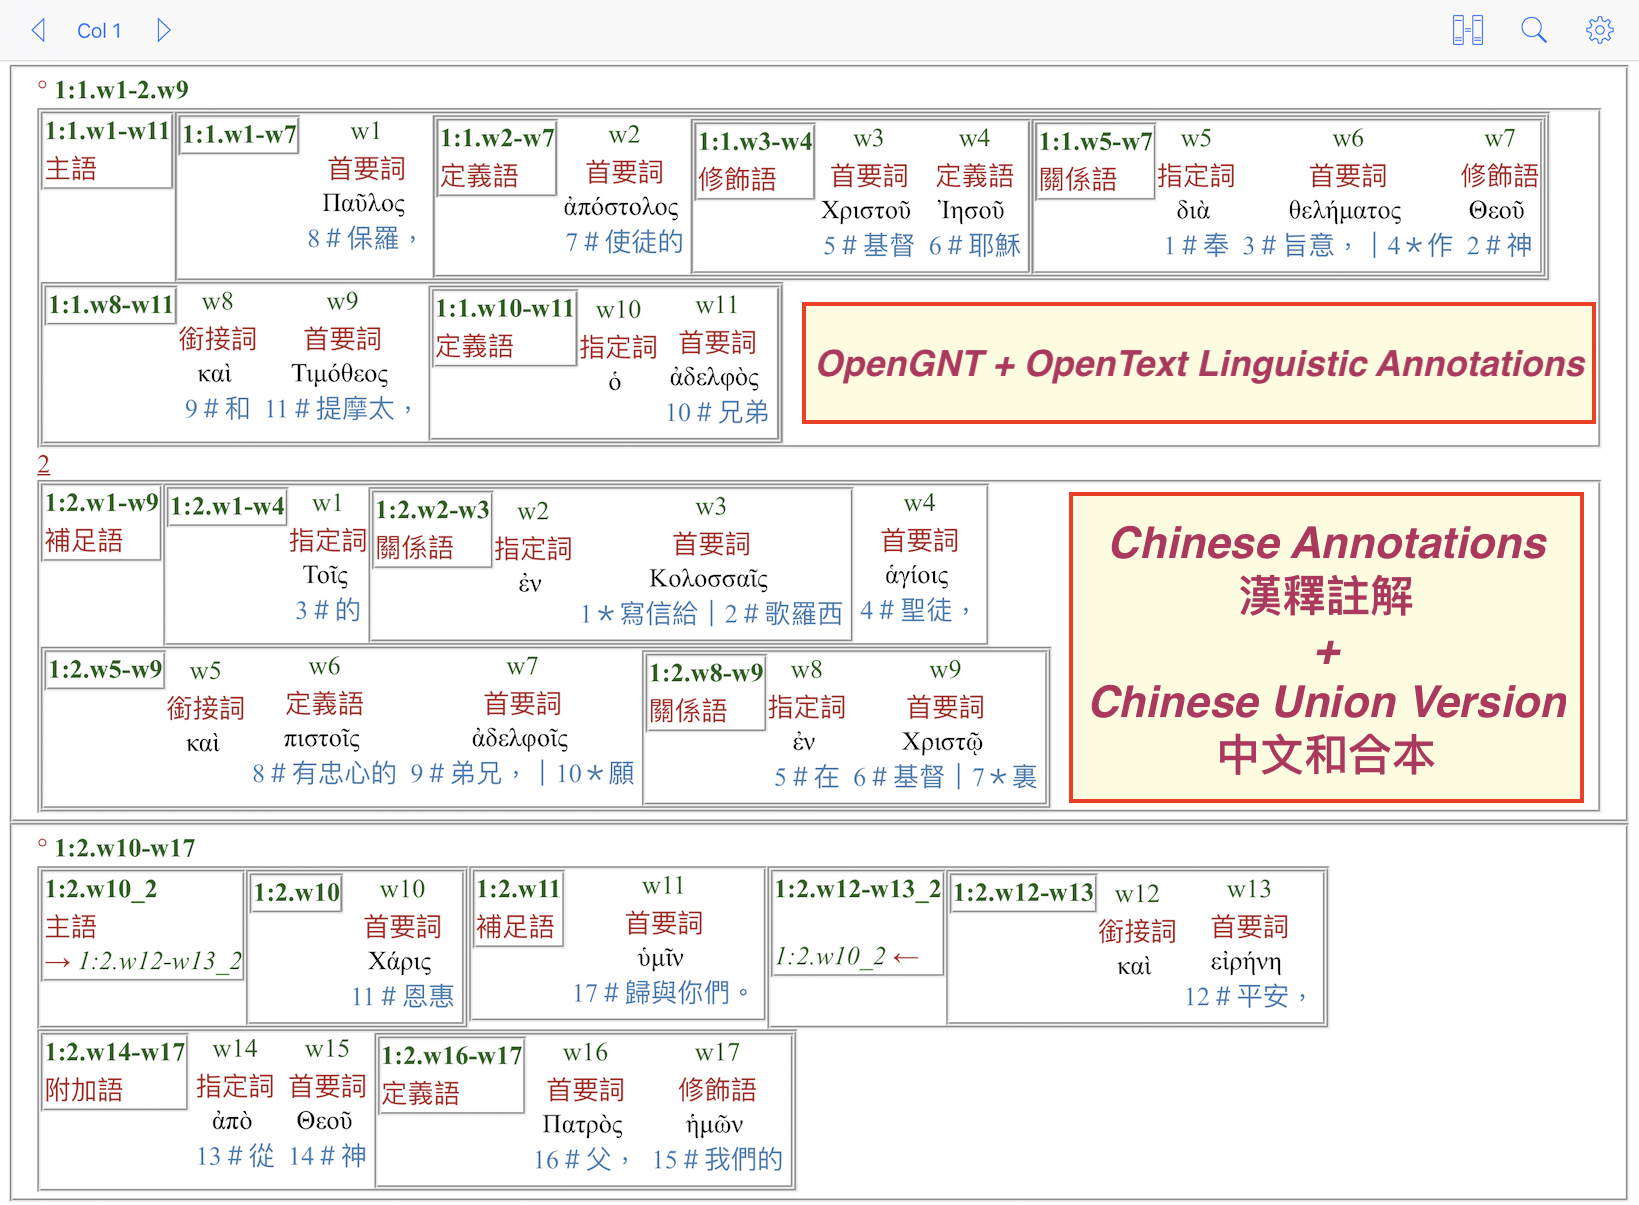 Col 1
° 1:1.w1-2.w9
1:1.w1-w11 1:1.w1-w7 w1 1:1.w2-w7 w2 1:1.w3-w4 w3 w4 1:1.w5-w7 w5 w6 w7
主語 首要詞 定義語 首要詞 修飾語 首要詞 定義語 關係語 指定詞 首要詞 修飾語
Παῦλος ἀπόστολος Χριστοῦ Ἰησοῦ διὰ θελήματος Θεοῦ
8＃保羅， 7＃使徒的 5＃基督 6＃耶穌 1＃奉 3＃旨意，｜4＊作 2＃神
1:1.w8-w11 w8 w9 1:1.w10-w11 w10 w11
銜接詞 首要詞 定義語 指定詞 首要詞
καὶ Τιμόθεος ὁ ἀδελφὸς
9＃和 11＃提摩太， 10＃兄弟
OpenGNT + OpenText Linguistic Annotations
2
1:2.w1-w9 1:2.w1-w4 w1 1:2.w2-w3 w2 w3 w4
補足語 指定詞 關係語 指定詞 首要詞 首要詞
Τοῖς ἐν Κολοσσαῖς ἁγίοις
3＃的 1＊寫信給｜2＃歌羅西 4＃聖徒，
1:2.w5-w9 w5 w6 w7 1:2.w8-w9 w8 w9
銜接詞 定義語 首要詞 關係語 指定詞 首要詞
καὶ πιστοῖς ἀδελφοῖς ἐν Χριστῷ
8＃有忠心的 9＃弟兄，｜10＊願 5＃在 6＃基督｜7＊裏
Chinese Annotations
漢釋註解
+
Chinese Union Version
中文和合本
° 1:2.w10-w17
1:2.w10_2 1:2.w10 w10 1:2.w11 w11 1:2.w12-w13_2 1:2.w12-w13 w12 w13
主語 首要詞 補足語 首要詞 銜接詞 首要詞
→ 1:2.w12-w13_2 Χάρις ὑμῖν 1:2.w10_2 ← καὶ εἰρήνη
11＃恩惠 17＃歸與你們。 12＃平安，
1:2.w14-w17 w14 w15 1:2.w16-w17 w16 w17
附加語 指定詞 首要詞 定義語 首要詞 修飾語
ἀπὸ Θεοῦ Πατρὸς ἡμῶν
13＃從 14＃神 16＃父， 15＃我們的